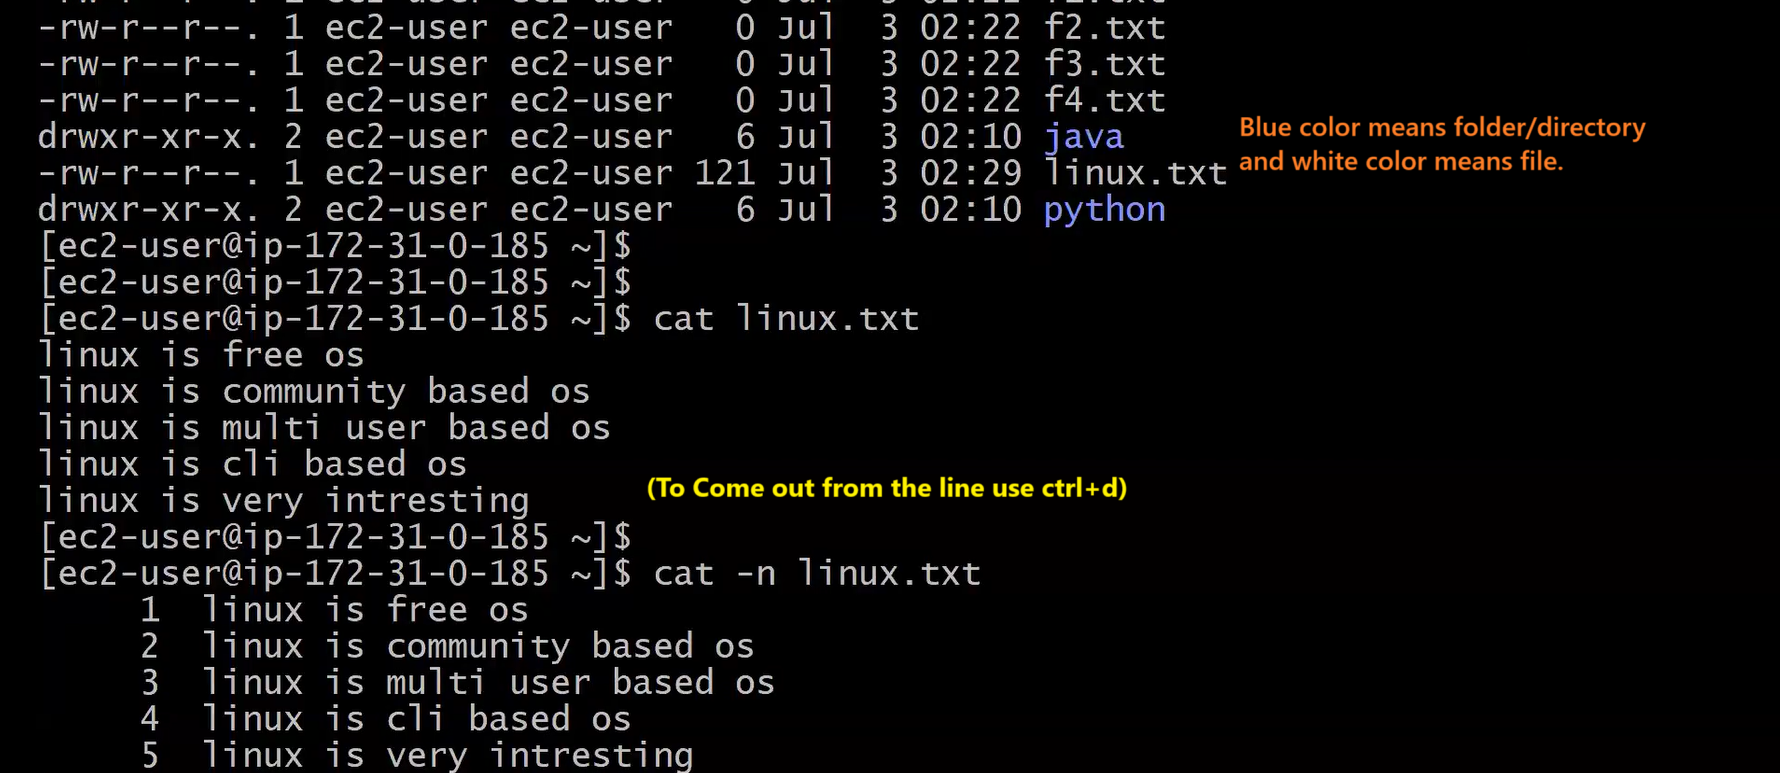 -rw-r--r--. 1 ec2-user ec2-user   0 Jul  3 02:22 f2.txt
-rw-r--r--. 1 ec2-user ec2-user   0 Jul  3 02:22 f3.txt
-rw-r--r--. 1 ec2-user ec2-user   0 Jul  3 02:22 f4.txt
drwxr-xr-x. 2 ec2-user ec2-user   6 Jul  3 02:10 java
Blue color means folder/directory
and white color means file.
-rw-r--r--. 1 ec2-user ec2-user 121 Jul  3 02:29 linux.txt
drwxr-xr-x. 2 ec2-user ec2-user   6 Jul  3 02:10 python
[ec2-user@ip-172-31-0-185 ~]$
[ec2-user@ip-172-31-0-185 ~]$
[ec2-user@ip-172-31-0-185 ~]$ cat linux.txt
linux is free os
linux is community based os
linux is multi user based os
linux is cli based os
linux is very intresting
(To Come out from the line use ctrl+d)
[ec2-user@ip-172-31-0-185 ~]$
[ec2-user@ip-172-31-0-185 ~]$ cat -n linux.txt
     1  linux is free os
     2  linux is community based os
     3  linux is multi user based os
     4  linux is cli based os
     5  linux is very intresting